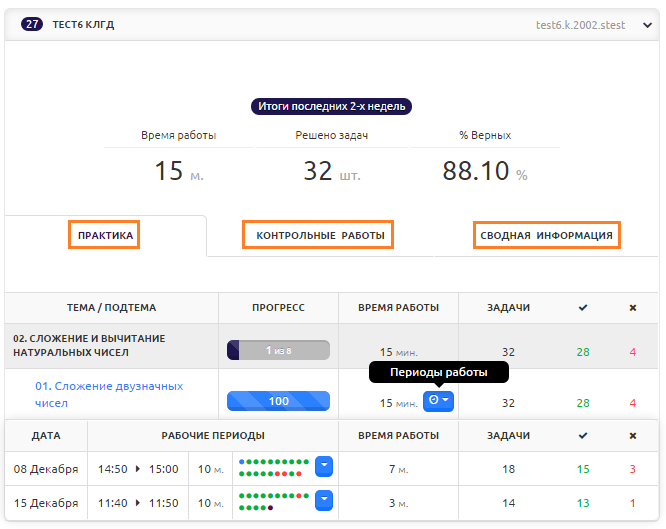 27 ТЕСТ6 КЛГД test6.k.2002.stest
Итоги последних 2-х недель
Время работы Решено задач % Верных
15 м. 32 шт. 88.10 %
ПРАКТИКА КОНТРОЛЬНЫЕ РАБОТЫ СВОДНАЯ ИНФОРМАЦИЯ
ТЕМА / ПОДТЕМА ПРОГРЕСС ВРЕМЯ РАБОТЫ ЗАДАЧИ
02. СЛОЖЕНИЕ И ВЫЧИТАНИЕ
НАТУРАЛЬНЫХ ЧИСЕЛ 1 из 8 15 мин. 32 28 4
Периоды работы
01. Сложение двузначных
чисел 100 15 мин. 32 28 4
ДАТА РАБОЧИЕ ПЕРИОДЫ ВРЕМЯ РАБОТЫ ЗАДАЧИ
08 Декабря 14:50 15:00 10 м. 7 м. 18 15 3
15 Декабря 11:40 11:50 10 м. 3 м. 14 13 1